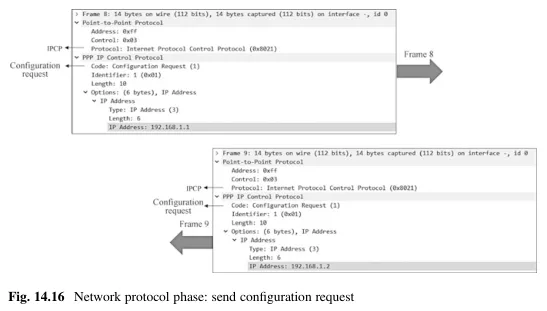 Frame 8: 14 bytes on wire (112 bits), 14 bytes captured (112 bits) on interface -, id 0
Point-to-Point Protocol
Address: 0xff
Control: 0x03
IPCP
Protocol: Internet Protocol Control Protocol (0x8021)
PPP IP Control Protocol
Configuration
request
Code: Configuration Request (1)
Identifier: 1 (0x01)
Length: 10
Options: (6 bytes), IP Address
IP Address
Type: IP Address (3)
Length: 6
IP Address: 192.168.1.1
Frame 8
Frame 9: 14 bytes on wire (112 bits), 14 bytes captured (112 bits) on interface -, id 0
Point-to-Point Protocol
Address: 0xff
Control: 0x03
IPCP
Protocol: Internet Protocol Control Protocol (0x8021)
PPP IP Control Protocol
Configuration
request
Code: Configuration Request (1)
Identifier: 1 (0x01)
Length: 10
Frame 9
Options: (6 bytes), IP Address
IP Address
Type: IP Address (3)
Length: 6
IP Address: 192.168.1.2
Fig. 14.16 Network protocol phase: send configuration request